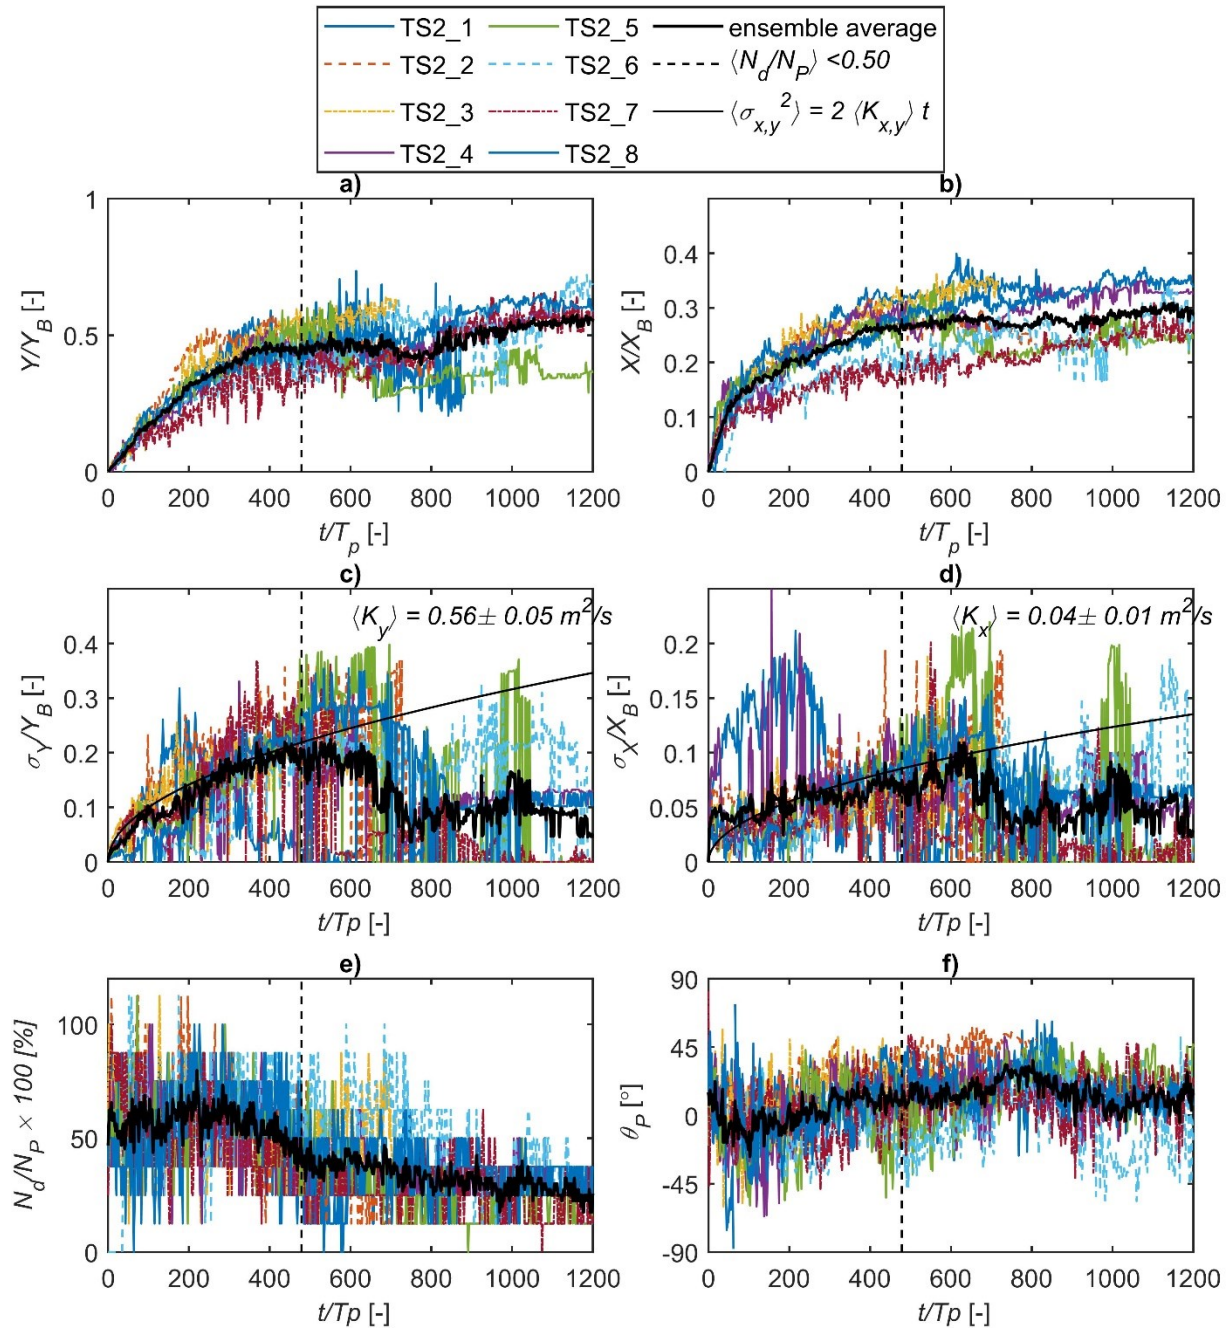 TS2_1 TS2_5 ensemble average
TS2_2 TS2_6 ⟨N_d/N_P⟩ <0.50
TS2_3 TS2_7 ⟨σ_{x,y}^2⟩ = 2 ⟨K_{x,y}⟩ t
TS2_4 TS2_8
a)
1
0.5
0
Y/Y_B [-]
0 200 400 600 800 1000 1200
t/T_p [-]
b)
0.4
0.3
0.2
0.1
0
X/X_B [-]
0 200 400 600 800 1000 1200
t/T_p [-]
c)
⟨K_y⟩ = 0.56± 0.05 m²/s
0.4
0.3
0.2
0.1
0
σ_Y/Y_B [-]
0 200 400 600 800 1000 1200
t/Tp [-]
d)
⟨K_x⟩ = 0.04± 0.01 m²/s
0.2
0.15
0.1
0.05
0
σ_X/X_B [-]
0 200 400 600 800 1000 1200
t/Tp [-]
e)
100
50
0
N_d/N_P × 100 [%]
0 200 400 600 800 1000 1200
t/Tp [-]
f)
90
45
0
-45
-90
θ_P [°]
0 200 400 600 800 1000 1200
t/Tp [-]